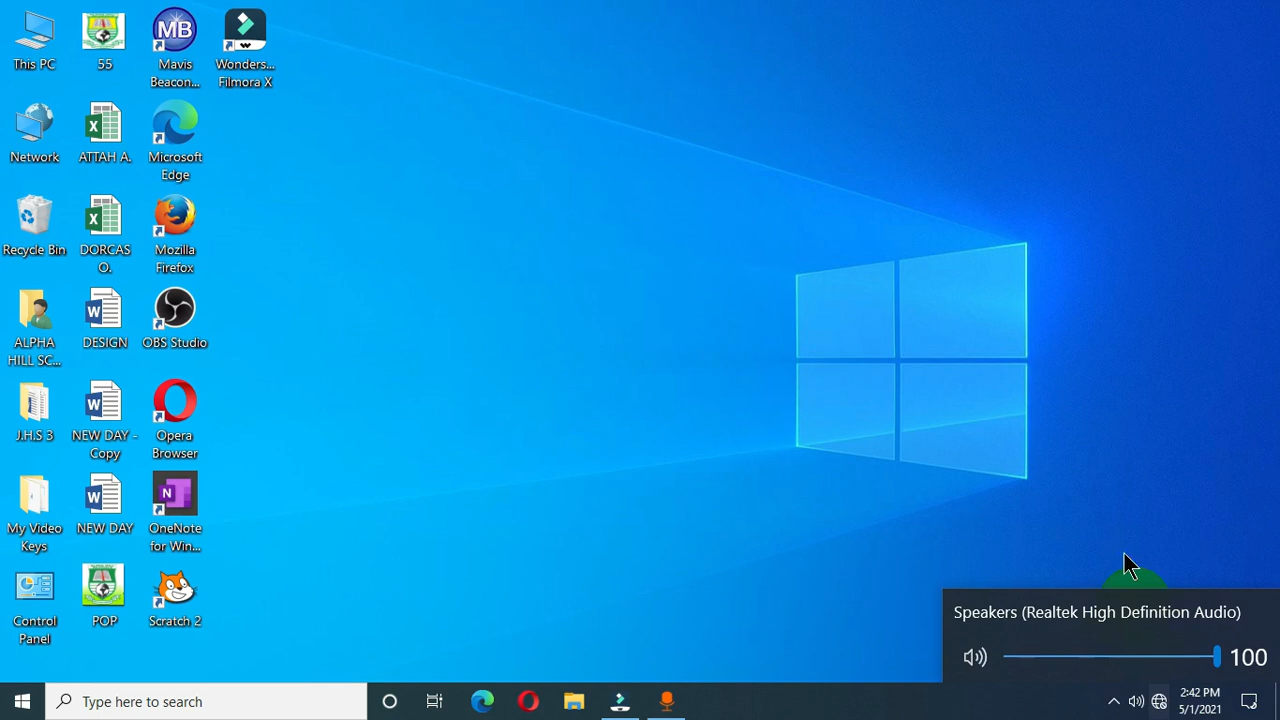 This PC
55
Mavis
Beacon...
Wonders...
Filmora X
Network
ATTAH A.
Microsoft
Edge
Recycle Bin
DORCAS
O.
Mozilla
Firefox
ALPHA
HILL SC...
DESIGN
OBS Studio
J.H.S 3
NEW DAY -
Copy
Opera
Browser
My Video
Keys
NEW DAY
OneNote
for Win...
Control
Panel
POP
Scratch 2
MB
Speakers (Realtek High Definition Audio)
100
Type here to search
2:42 PM
5/1/2021